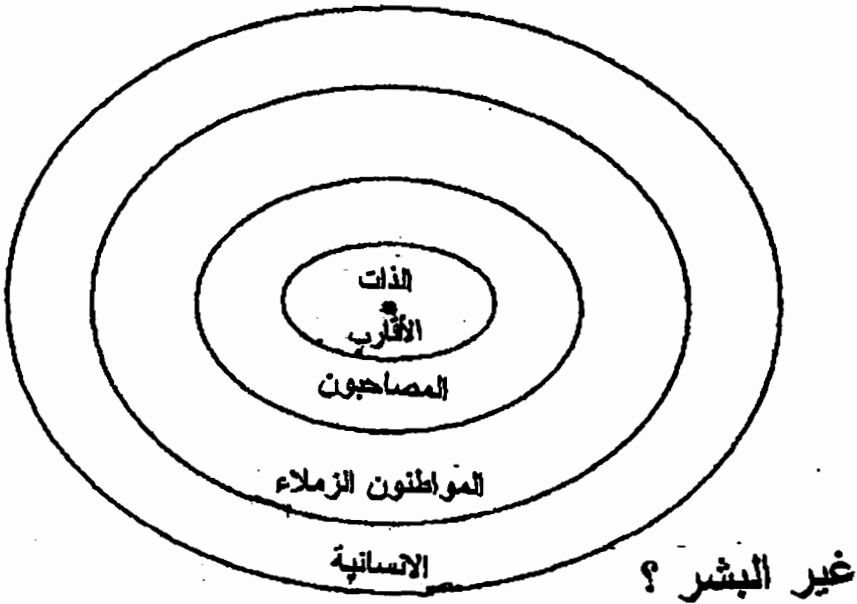 الذات
الأقارب
المصاحبون
المواطنون الزملاء
الانسانية
غير البشر ؟